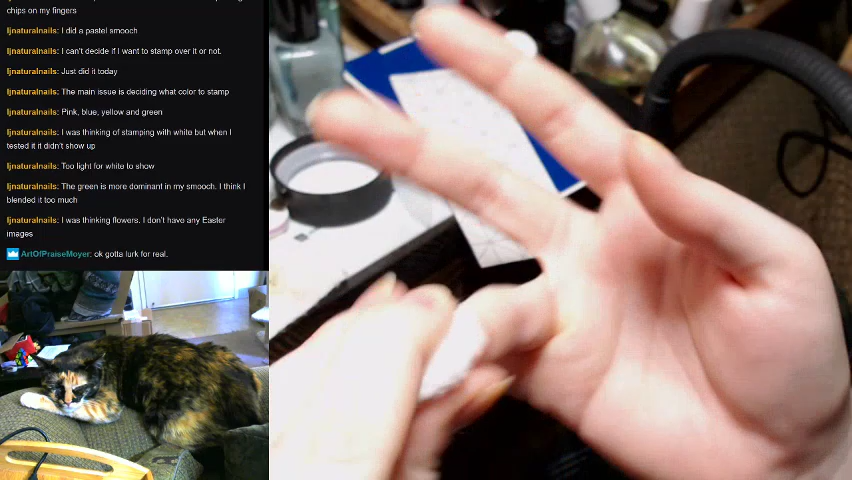 chips on my fingers
ljnaturalnails: I did a pastel smooch
ljnaturalnails: I can't decide if I want to stamp over it or not.
ljnaturalnails: Just did it today
ljnaturalnails: The main issue is deciding what color to stamp
ljnaturalnails: Pink, blue, yellow and green
ljnaturalnails: I was thinking of stamping with white but when I
tested it it didn't show up
ljnaturalnails: Too light for white to show
ljnaturalnails: The green is more dominant in my smooch. I think I
blended it too much
ljnaturalnails: I was thinking flowers. I don't have any Easter
images
ArtOfPraiseMoyer: ok gotta lurk for real.